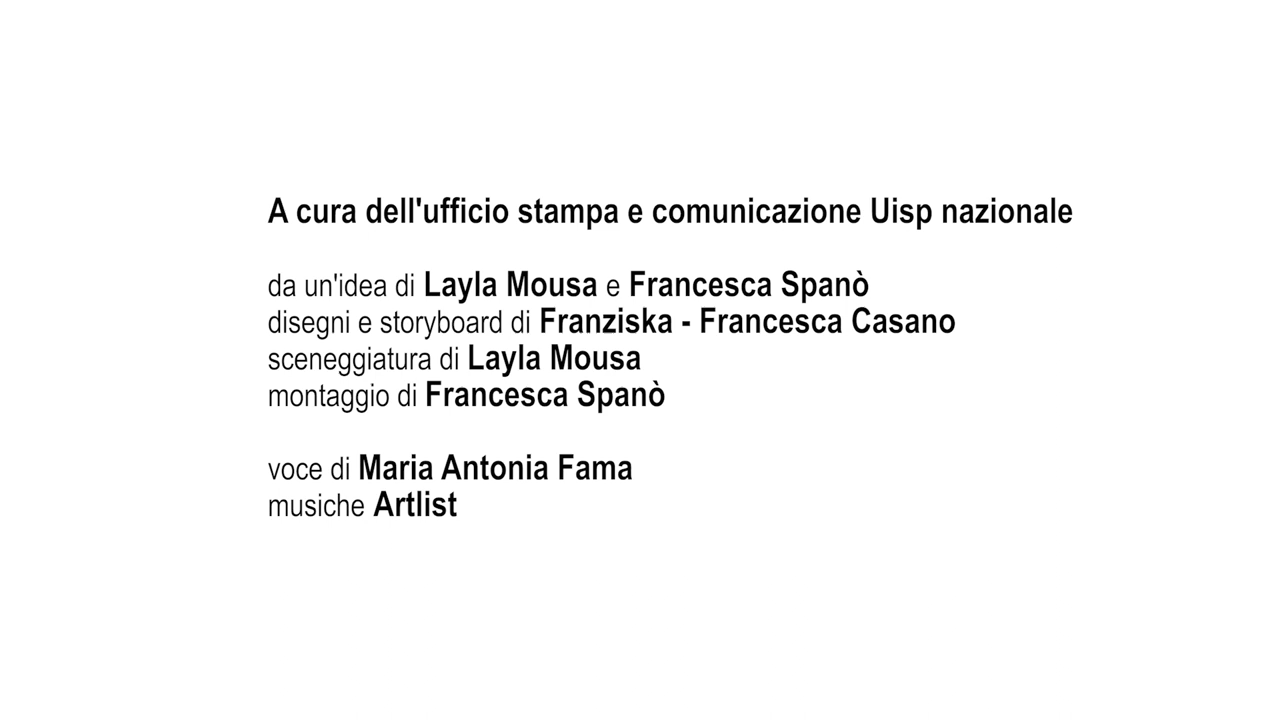 A cura dell'ufficio stampa e comunicazione Uisp nazionale
da un'idea di Layla Mousa e Francesca Spanò
disegni e storyboard di Franziska - Francesca Casano
sceneggiatura di Layla Mousa
montaggio di Francesca Spanò
voce di Maria Antonia Fama
musiche Artlist